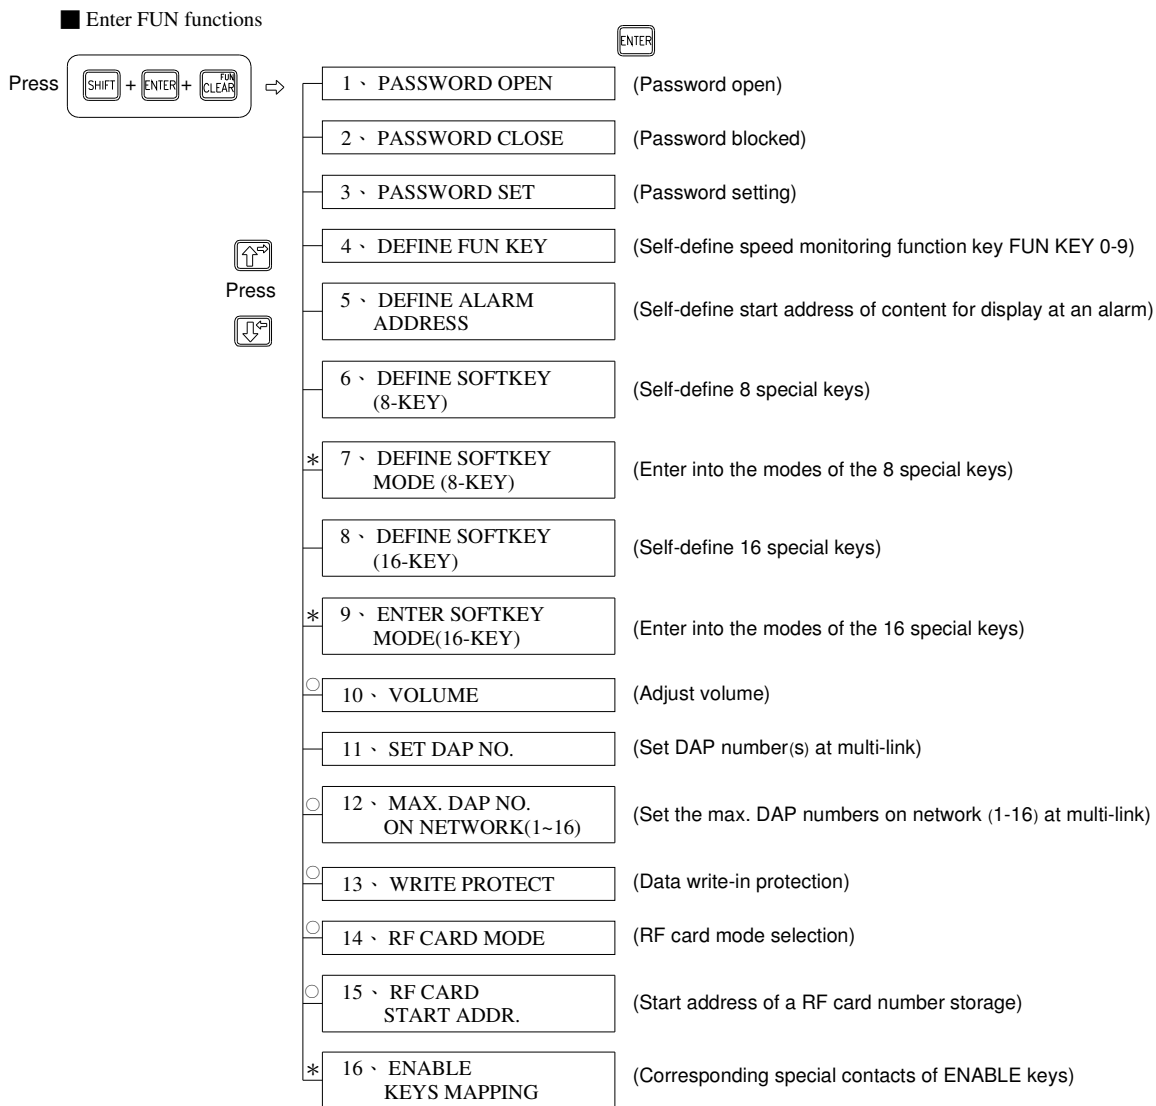 ■ Enter FUN functions
ENTER
Press SHIFT + ENTER + FUN CLEAR ⇨
1、PASSWORD OPEN (Password open)
2、PASSWORD CLOSE (Password blocked)
3、PASSWORD SET (Password setting)
4、DEFINE FUN KEY (Self-define speed monitoring function key FUN KEY 0-9)
Press
5、DEFINE ALARM
ADDRESS
(Self-define start address of content for display at an alarm)
6、DEFINE SOFTKEY
(8-KEY)
(Self-define 8 special keys)
* 7、DEFINE SOFTKEY
MODE (8-KEY)
(Enter into the modes of the 8 special keys)
8、DEFINE SOFTKEY
(16-KEY)
(Self-define 16 special keys)
* 9、ENTER SOFTKEY
MODE(16-KEY)
(Enter into the modes of the 16 special keys)
○ 10、VOLUME (Adjust volume)
11、SET DAP NO. (Set DAP number(s) at multi-link)
○ 12、MAX. DAP NO.
ON NETWORK(1~16)
(Set the max. DAP numbers on network (1-16) at multi-link)
○ 13、WRITE PROTECT (Data write-in protection)
○ 14、RF CARD MODE (RF card mode selection)
○ 15、RF CARD
START ADDR.
(Start address of a RF card number storage)
* 16、ENABLE
KEYS MAPPING
(Corresponding special contacts of ENABLE keys)